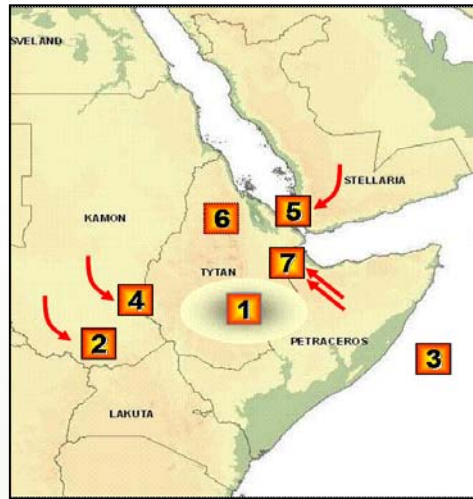 SVELAND
STELLARIA
KAMON
5
6
TYTAN
7
4
1
2
PETRACEROS
3
LAKUTA